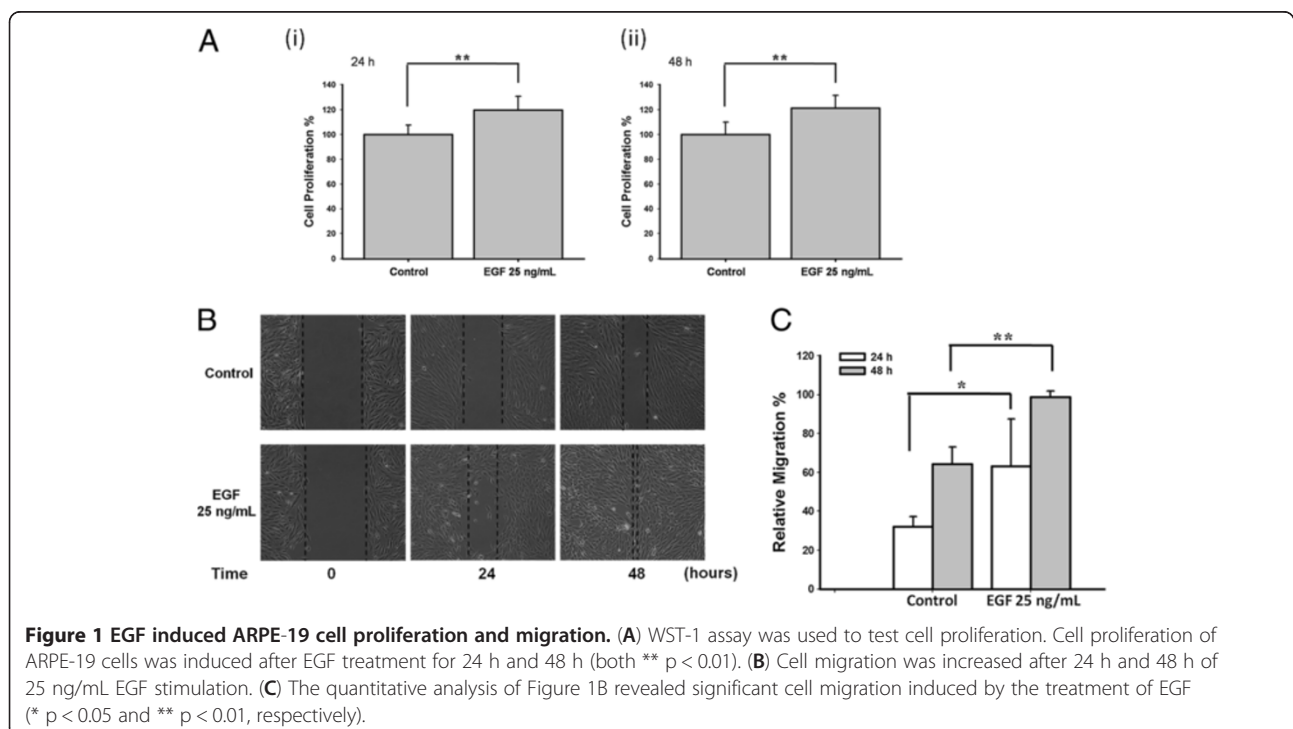 A
(i)
24 h
**
Cell Proliferation %
140
120
100
80
60
40
20
0
Control
EGF 25 ng/mL
(ii)
48 h
**
Cell Proliferation %
140
120
100
80
60
40
20
0
Control
EGF 25 ng/mL
B
Control
EGF
25 ng/mL
Time 0 24 48 (hours)
C
Relative Migration %
120
100
80
60
40
20
0
24 h
48 h
*
**
Control
EGF 25 ng/mL
Figure 1 EGF induced ARPE-19 cell proliferation and migration. (A) WST-1 assay was used to test cell proliferation. Cell proliferation of
ARPE-19 cells was induced after EGF treatment for 24 h and 48 h (both ** p < 0.01). (B) Cell migration was increased after 24 h and 48 h of
25 ng/mL EGF stimulation. (C) The quantitative analysis of Figure 1B revealed significant cell migration induced by the treatment of EGF
(* p < 0.05 and ** p < 0.01, respectively).